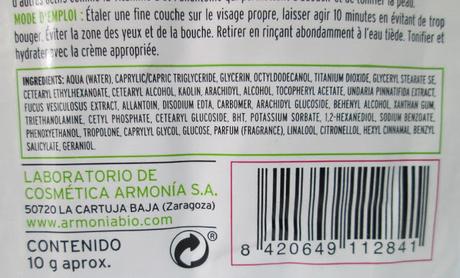 MODE D'EMPLOI: Étaler une fine couche sur le visage propre, laisser agir 10 minutes en évitant de trop
bouger. Éviter la zone des yeux et de la bouche. Retirer en rinçant abondamment à l'eau tiède. Tonifier et
hydrater avec la crème appropriée.
INGREDIENTS: AQUA (WATER), CAPRYLIC/CAPRIC TRIGLYCERIDE, GLYCERIN, OCTYLDODECANOL, TITANIUM DIOXIDE, GLYCERYL STEARATE SE,
CETEARYL ETHYLHEXANOATE, CETEARYL ALCOHOL, KAOLIN, ARACHIDYL ALCOHOL, TOCOPHERYL ACETATE, UNDARIA PINNATIFIDA EXTRACT,
FUCUS VESICULOSUS EXTRACT, ALLANTOIN, DISODIUM EDTA, CARBOMER, ARACHIDYL GLUCOSIDE, BEHENYL ALCOHOL, XANTHAN GUM,
TRIETHANOLAMINE, CETYL PHOSPHATE, CETEARYL GLUCOSIDE, BHT, POTASSIUM SORBATE, 1,2-HEXANEDIOL, SODIUM BENZOATE,
PHENOXYETHANOL, TROPOLONE, CAPRYLYL GLYCOL, GLUCOSE, PARFUM (FRAGRANCE), LINALOOL, CITRONELLOL, HEXYL CINNAMAL, BENZYL
SALICYLATE, GERANIOL.
LABORATORIO DE
COSMÉTICA ARMONÍA S.A.
50720 LA CARTUJA BAJA (Zaragoza)
www.armoniabio.com
CONTENIDO
10 g aprox.
®
8 420649 112841